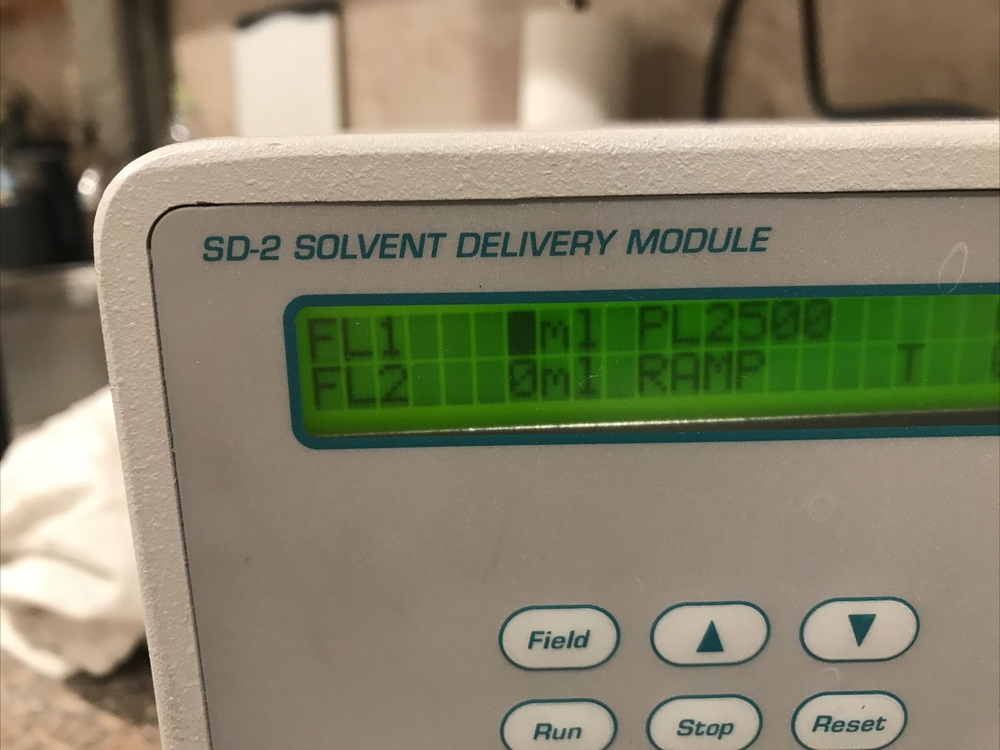 SD-2 SOLVENT DELIVERY MODULE
FL1 ml PL2500
FL2 0ml RAMP T
Field
Run Stop Reset